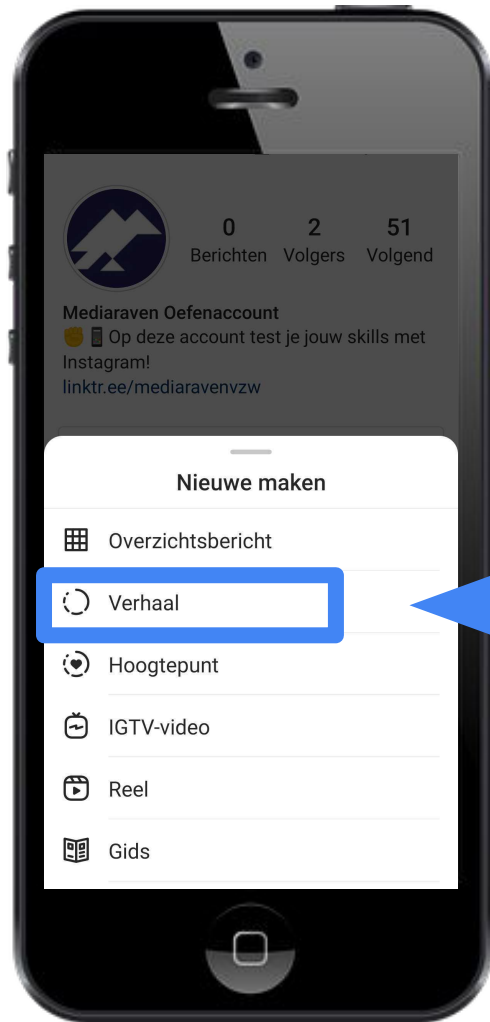 0 2 51
Berichten Volgers Volgend
Mediaraven Oefenaccount
✊📱Op deze account test je jouw skills met
Instagram!
linktr.ee/mediaravenvzw
Nieuwe maken
Overzichtsbericht
Verhaal
Hoogtepunt
IGTV-video
Reel
Gids